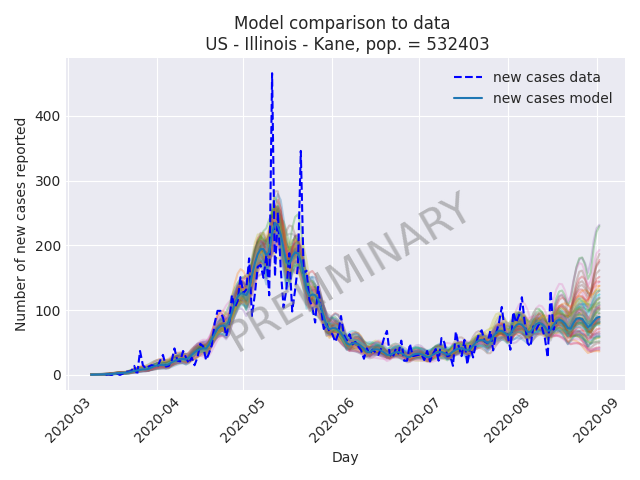 Model comparison to data
US - Illinois - Kane, pop. = 532403
new cases data
new cases model
Number of new cases reported
400
300
200
100
0
PRELIMINARY
2020-03
2020-04
2020-05
2020-06
2020-07
2020-08
2020-09
Day